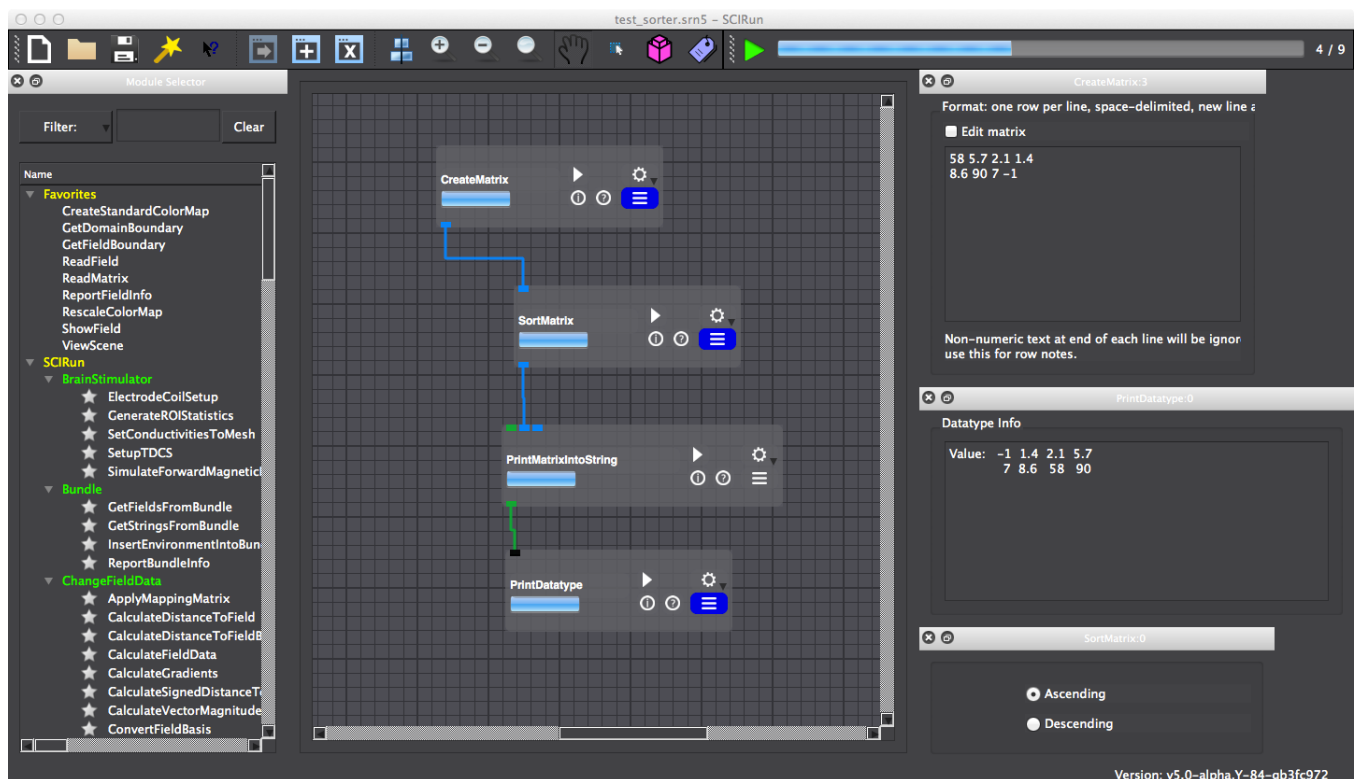 test_sorter.srn5 – SCIRun
4 / 9
Module Selector
Filter:
Clear
Name
Favorites
CreateStandardColorMap
GetDomainBoundary
GetFieldBoundary
ReadField
ReadMatrix
ReportFieldInfo
RescaleColorMap
ShowField
ViewScene
SCIRun
BrainStimulator
ElectrodeCoilSetup
GenerateROIStatistics
SetConductivitiesToMesh
SetupTDCS
SimulateForwardMagnetic
Bundle
GetFieldsFromBundle
GetStringsFromBundle
InsertEnvironmentIntoBun
ReportBundleInfo
ChangeFieldData
ApplyMappingMatrix
CalculateDistanceToField
CalculateDistanceToFieldB
CalculateFieldData
CalculateGradients
CalculateSignedDistanceT
CalculateVectorMagnitude
ConvertFieldBasis
CreateMatrix
SortMatrix
PrintMatrixIntoString
PrintDatatype
CreateMatrix:3
Format: one row per line, space-delimited, new line a
Edit matrix
58 5.7 2.1 1.4
8.6 90 7 -1
Non-numeric text at end of each line will be ignor
use this for row notes.
PrintDatatype:0
Datatype Info
Value: -1 1.4 2.1 5.7
7 8.6 58 90
SortMatrix:0
Ascending
Descending
Version: v5.0-alpha.Y-84-gb3fc972